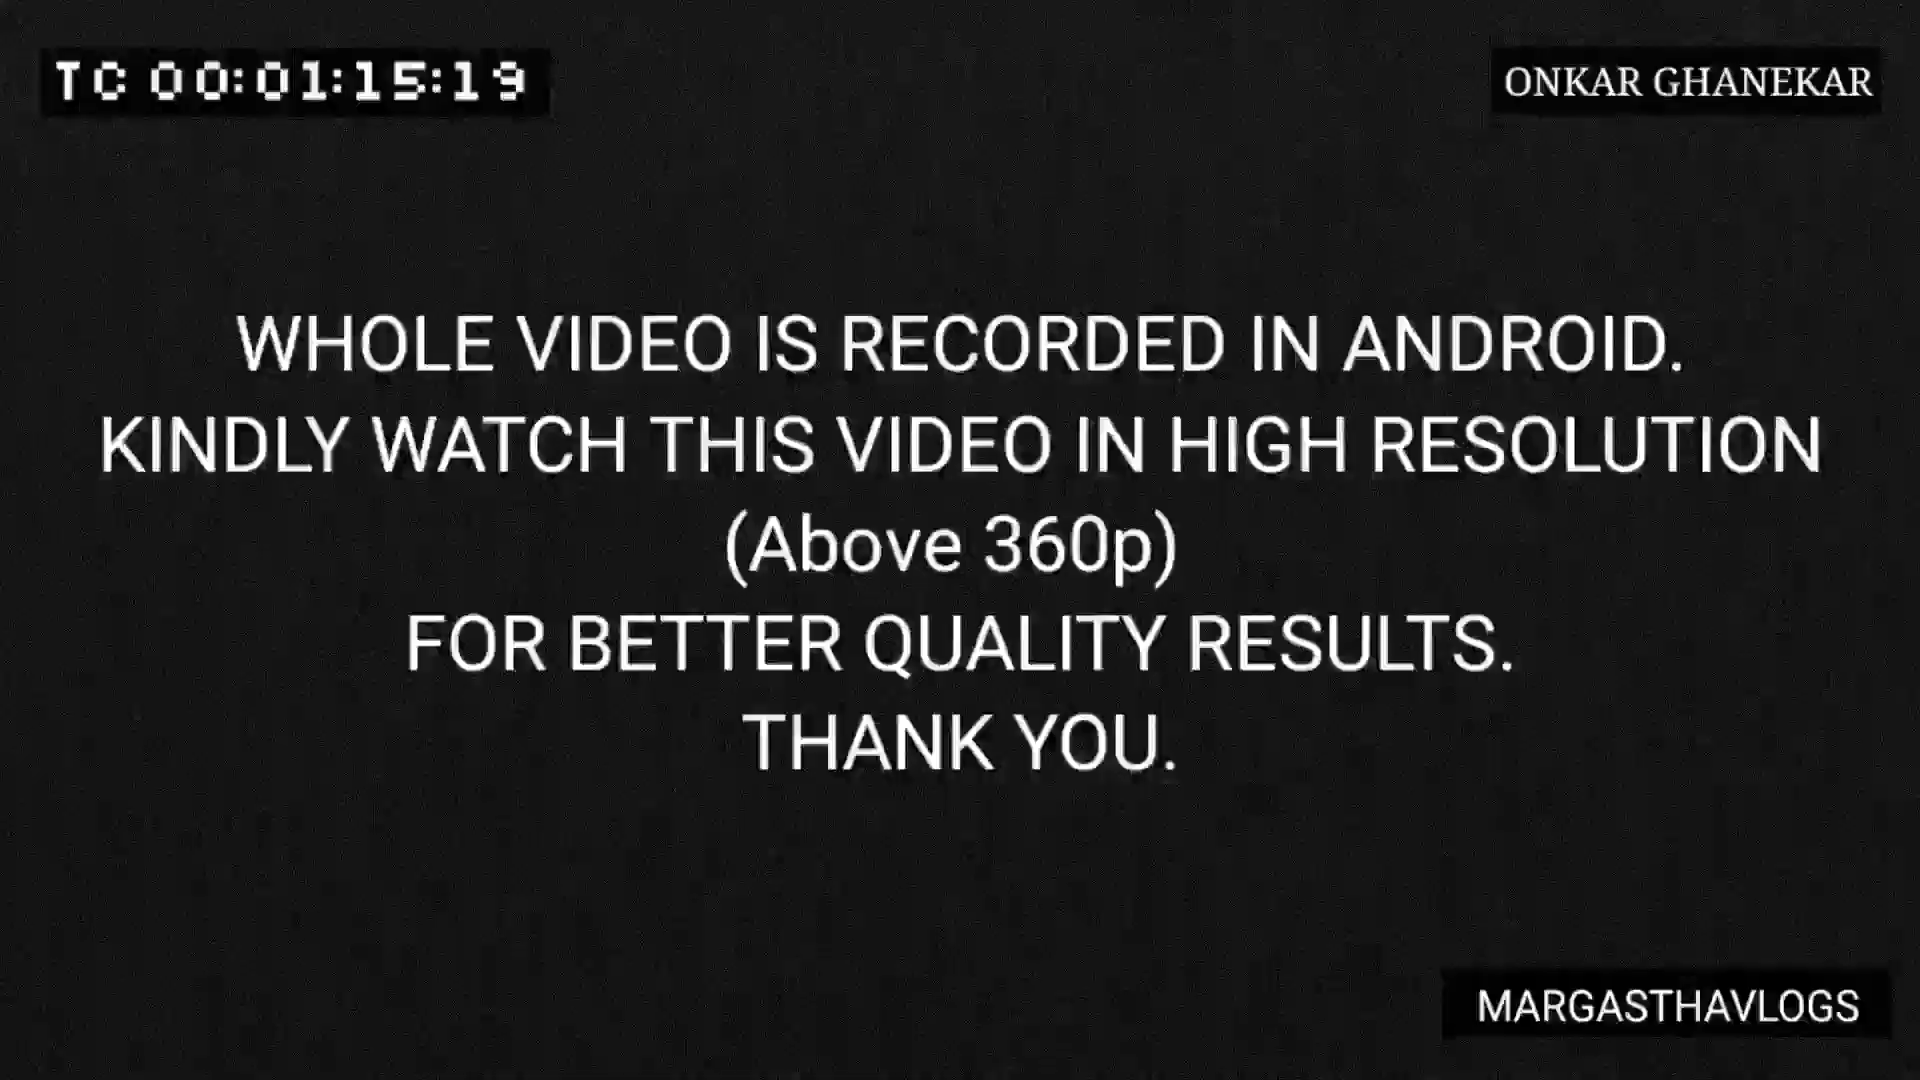 TC 00:01:15:19
ONKAR GHANEKAR
WHOLE VIDEO IS RECORDED IN ANDROID.
KINDLY WATCH THIS VIDEO IN HIGH RESOLUTION
(Above 360p)
FOR BETTER QUALITY RESULTS.
THANK YOU.
MARGASTHAVLOGS